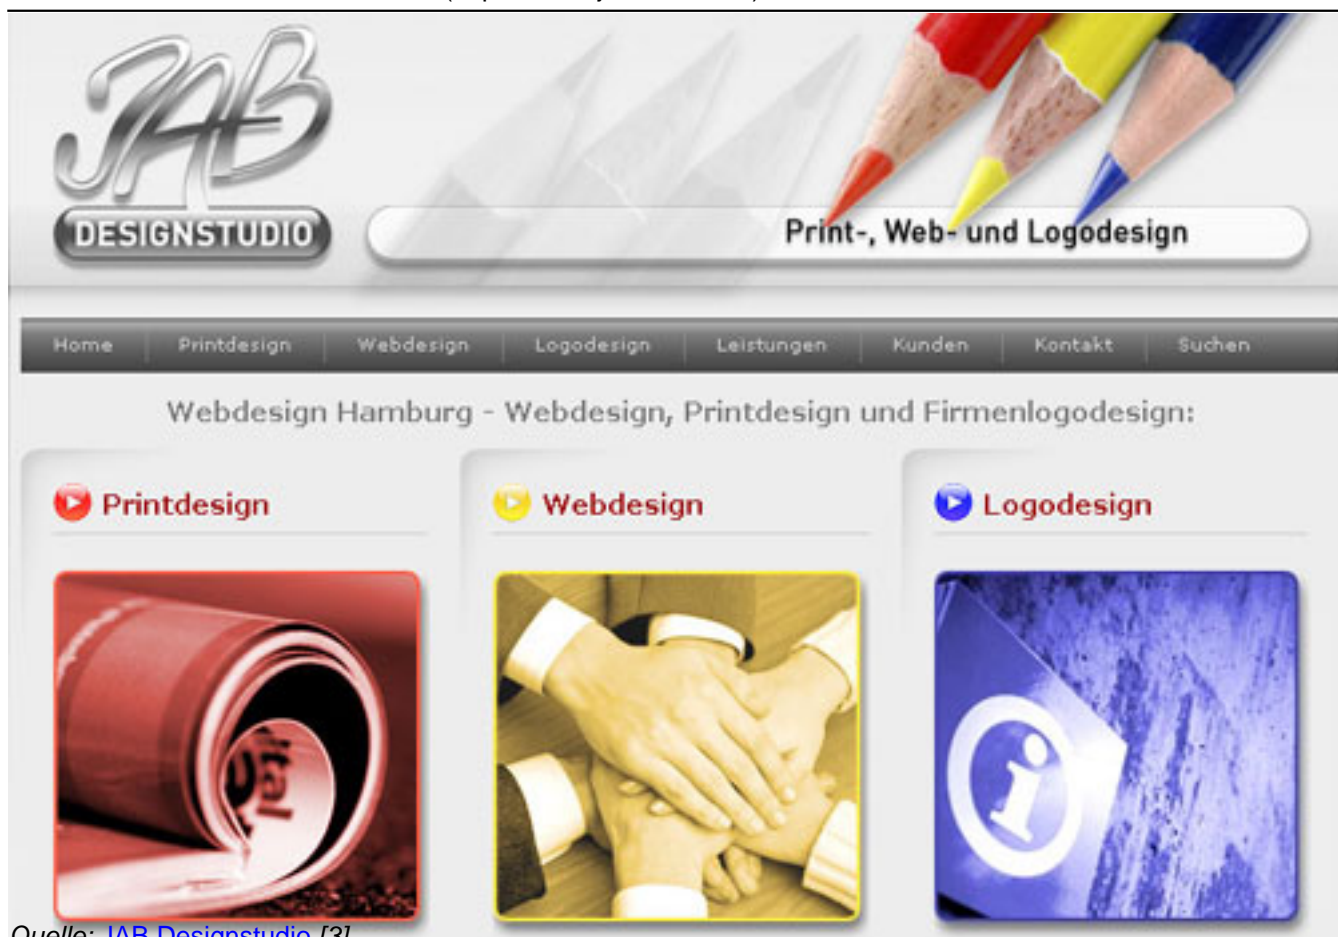 JAB
DESIGNSTUDIO
Print-, Web- und Logodesign
Home Printdesign Webdesign Logodesign Leistungen Kunden Kontakt Suchen
Webdesign Hamburg - Webdesign, Printdesign und Firmenlogodesign:
Printdesign Webdesign Logodesign
i
Quelle: JAB Designstudio [3]